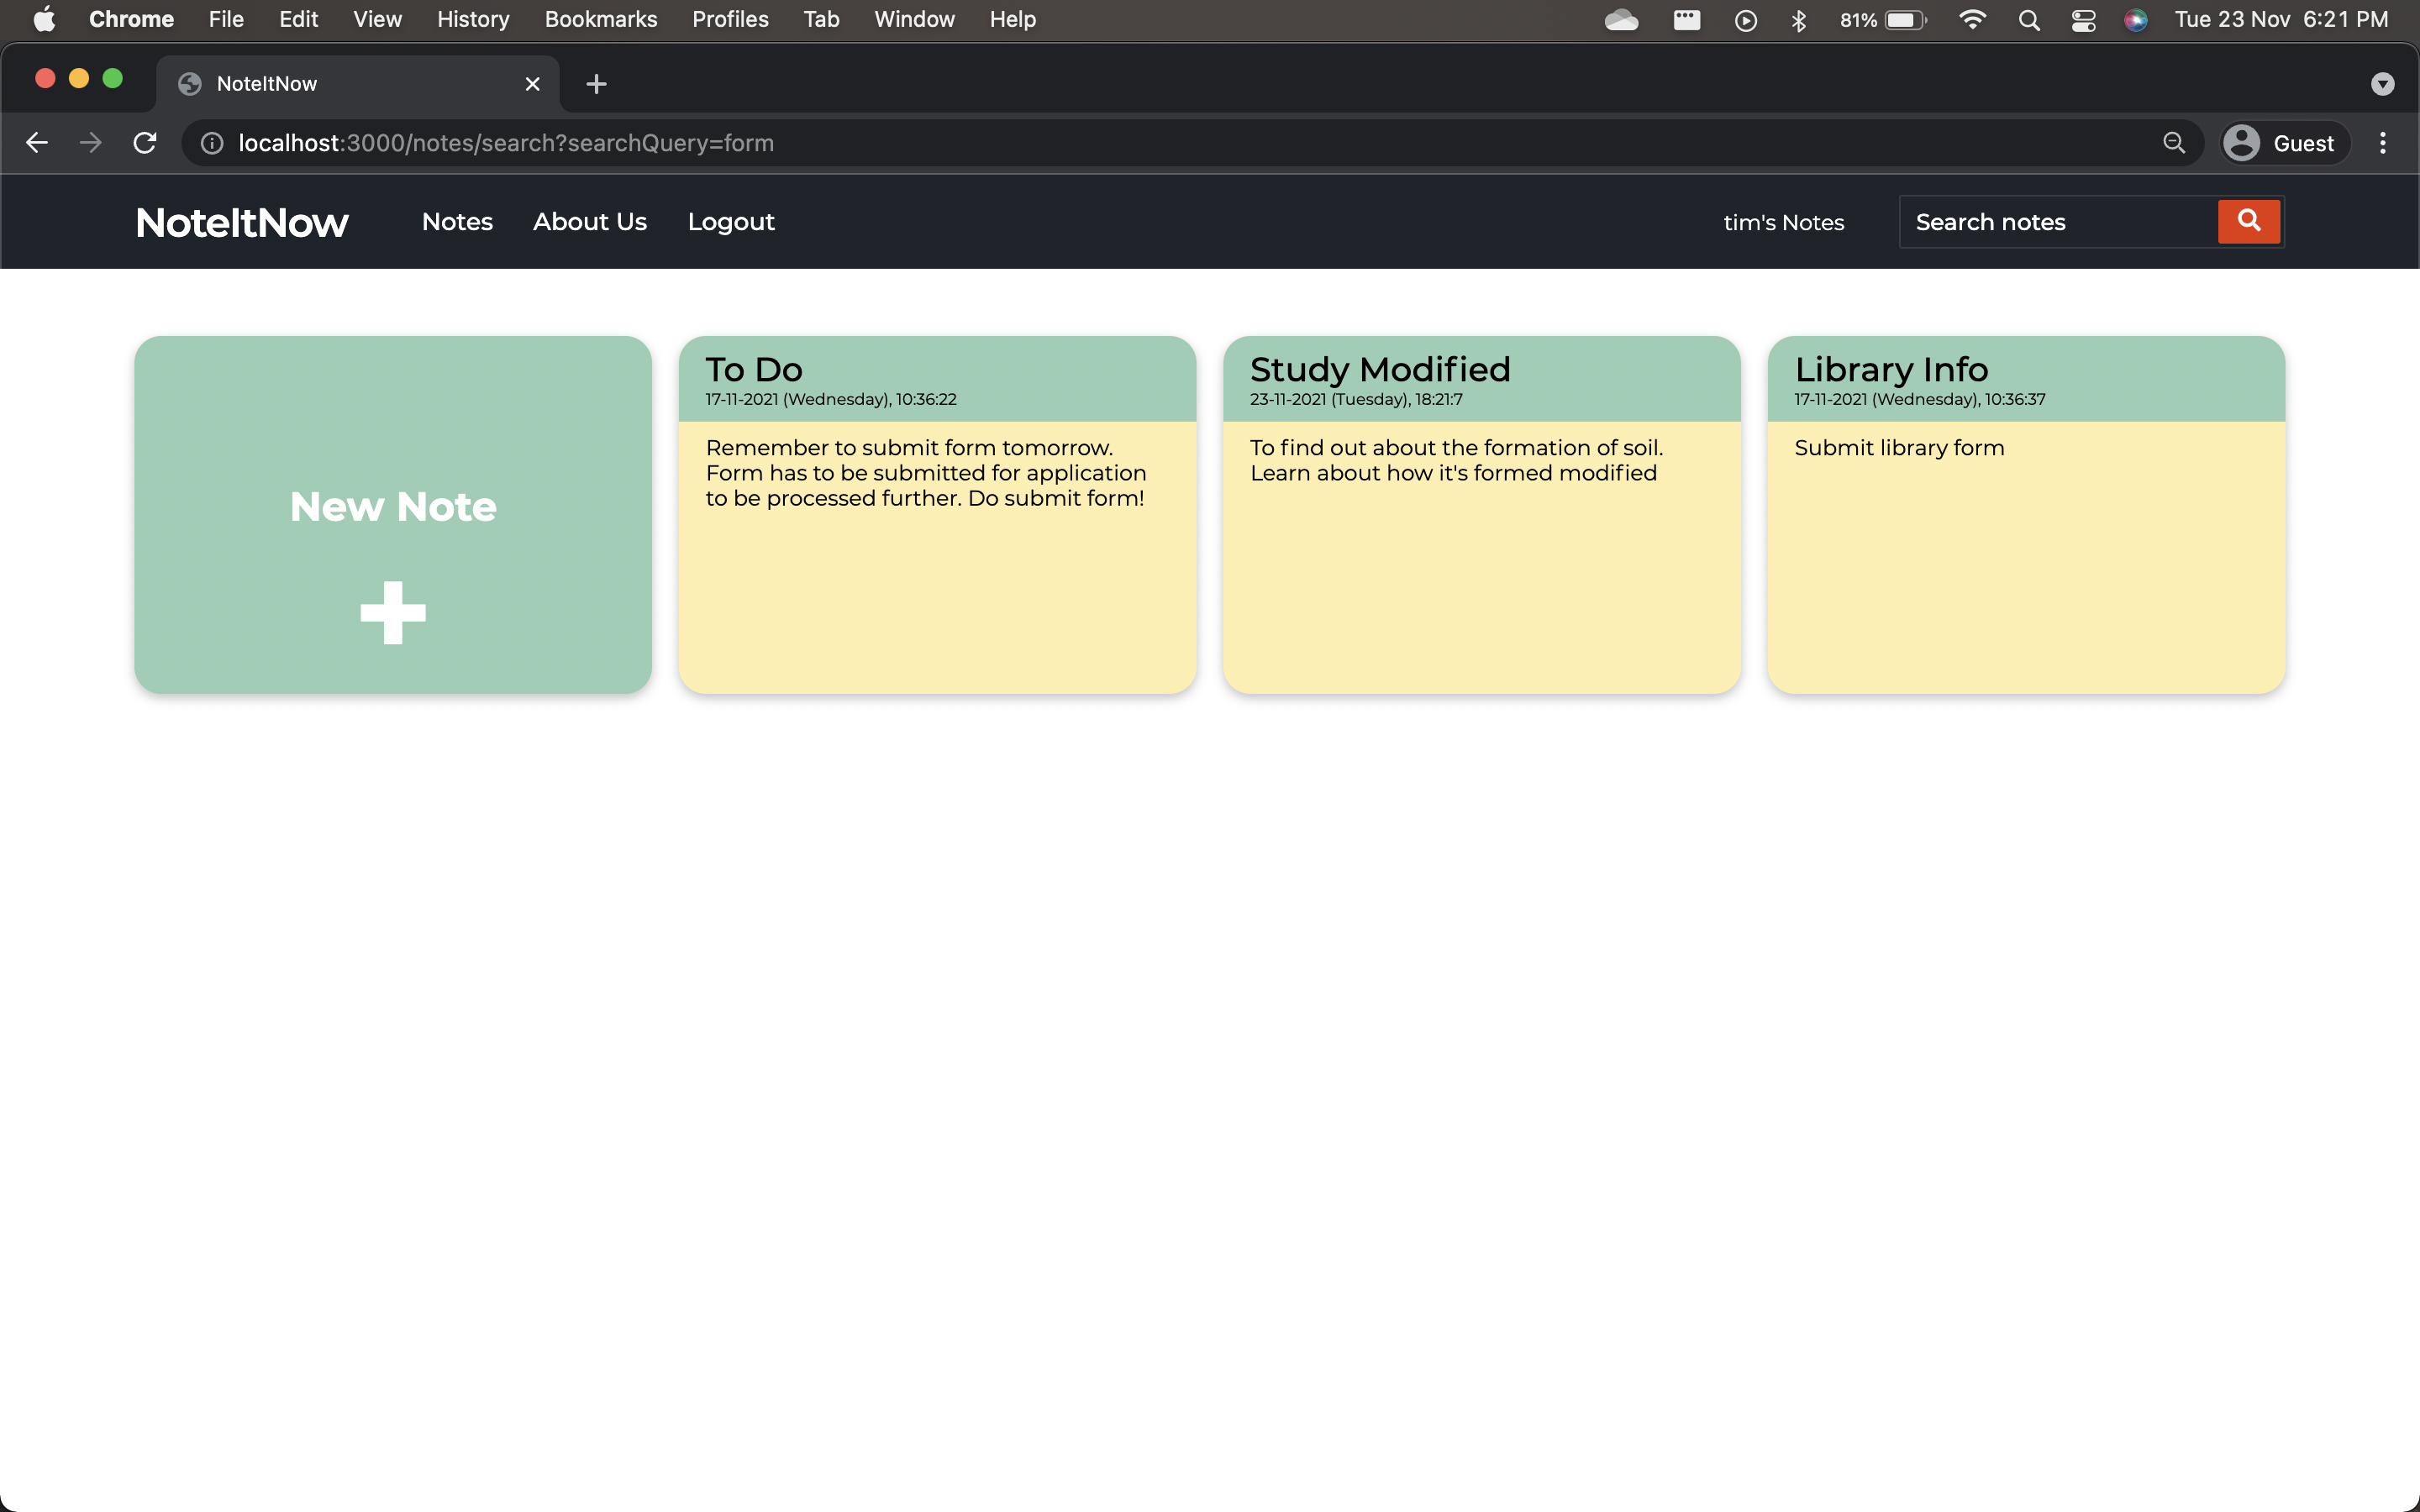 Chrome File Edit View History Bookmarks Profiles Tab Window Help 81% Tue 23 Nov 6:21 PM
NoteItNow
localhost:3000/notes/search?searchQuery=form Guest
NoteItNow Notes About Us Logout tim's Notes Search notes
New Note
To Do
17-11-2021 (Wednesday), 10:36:22
Remember to submit form tomorrow.
Form has to be submitted for application
to be processed further. Do submit form!
Study Modified
23-11-2021 (Tuesday), 18:21:7
To find out about the formation of soil.
Learn about how it's formed modified
Library Info
17-11-2021 (Wednesday), 10:36:37
Submit library form